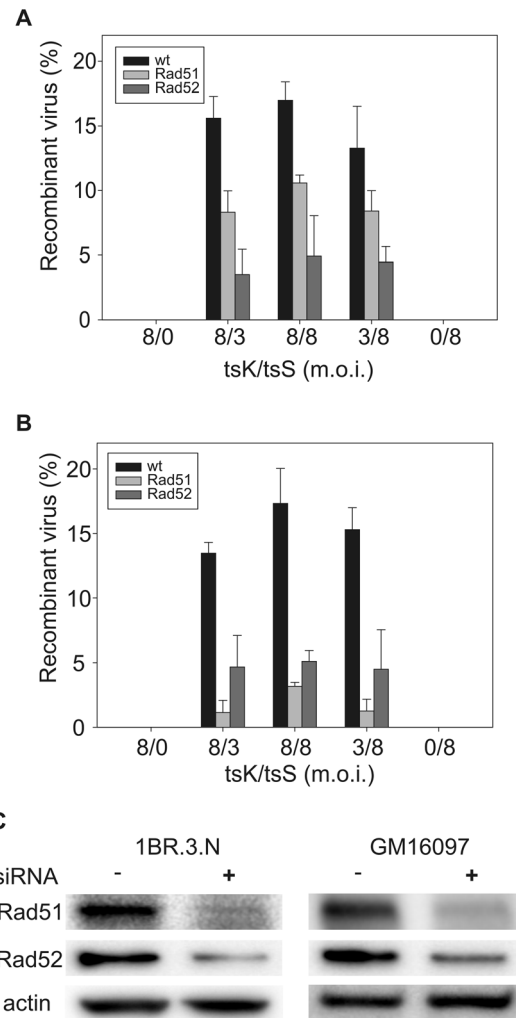 A
Recombinant virus (%)
20
15
10
5
0
wt
Rad51
Rad52
8/0 8/3 8/8 3/8 0/8
tsK/tsS (m.o.i.)
B
Recombinant virus (%)
20
15
10
5
0
wt
Rad51
Rad52
8/0 8/3 8/8 3/8 0/8
tsK/tsS (m.o.i.)
C
1BR.3.N GM16097
siRNA - + - +
Rad51
Rad52
actin